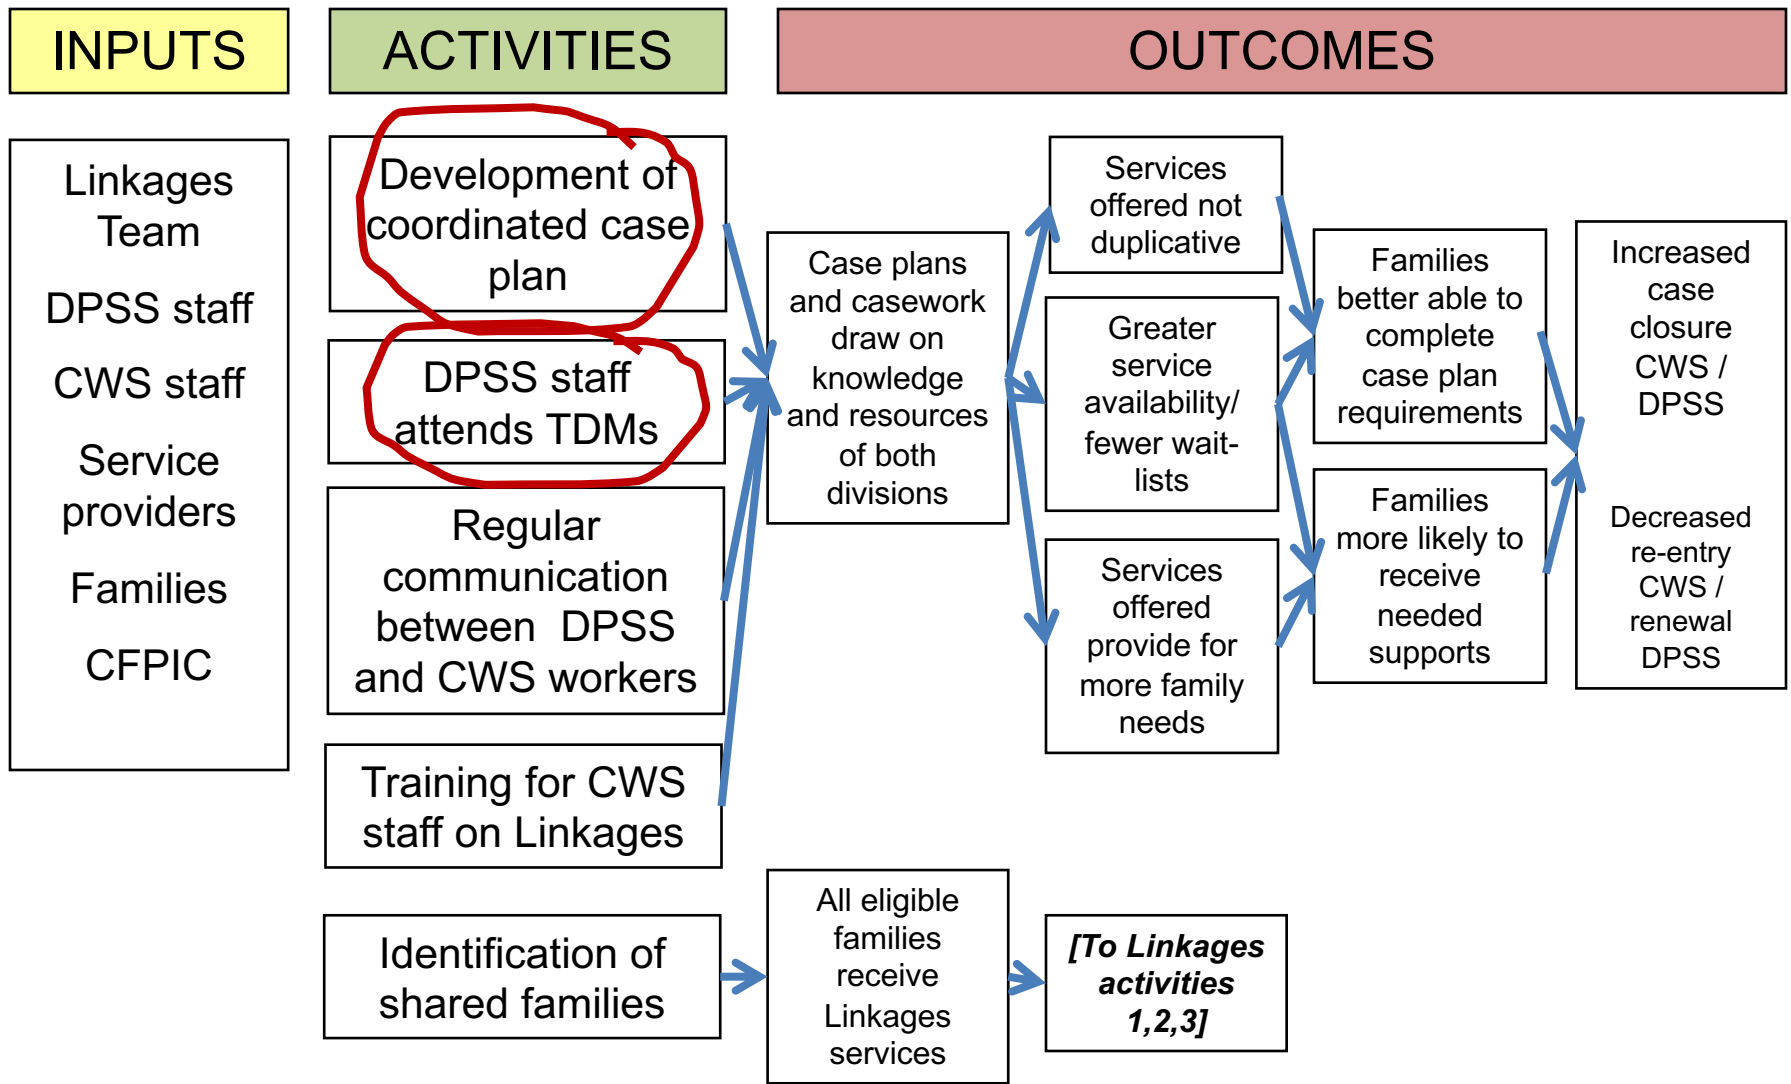 INPUTS
ACTIVITIES
OUTCOMES
Linkages
Team
DPSS staff
CWS staff
Service
providers
Families
CFPIC
Development of
coordinated case
plan
DPSS staff
attends TDMs
Regular
communication
between DPSS
and CWS workers
Training for CWS
staff on Linkages
Identification of
shared families
Case plans
and casework
draw on
knowledge
and resources
of both
divisions
All eligible
families
receive
Linkages
services
Services
offered not
duplicative
Greater
service
availability/
fewer wait-
lists
Services
offered
provide for
more family
needs
[To Linkages
activities
1,2,3]
Families
better able to
complete
case plan
requirements
Families
more likely to
receive
needed
supports
Increased
case
closure
CWS /
DPSS
Decreased
re-entry
CWS /
renewal
DPSS